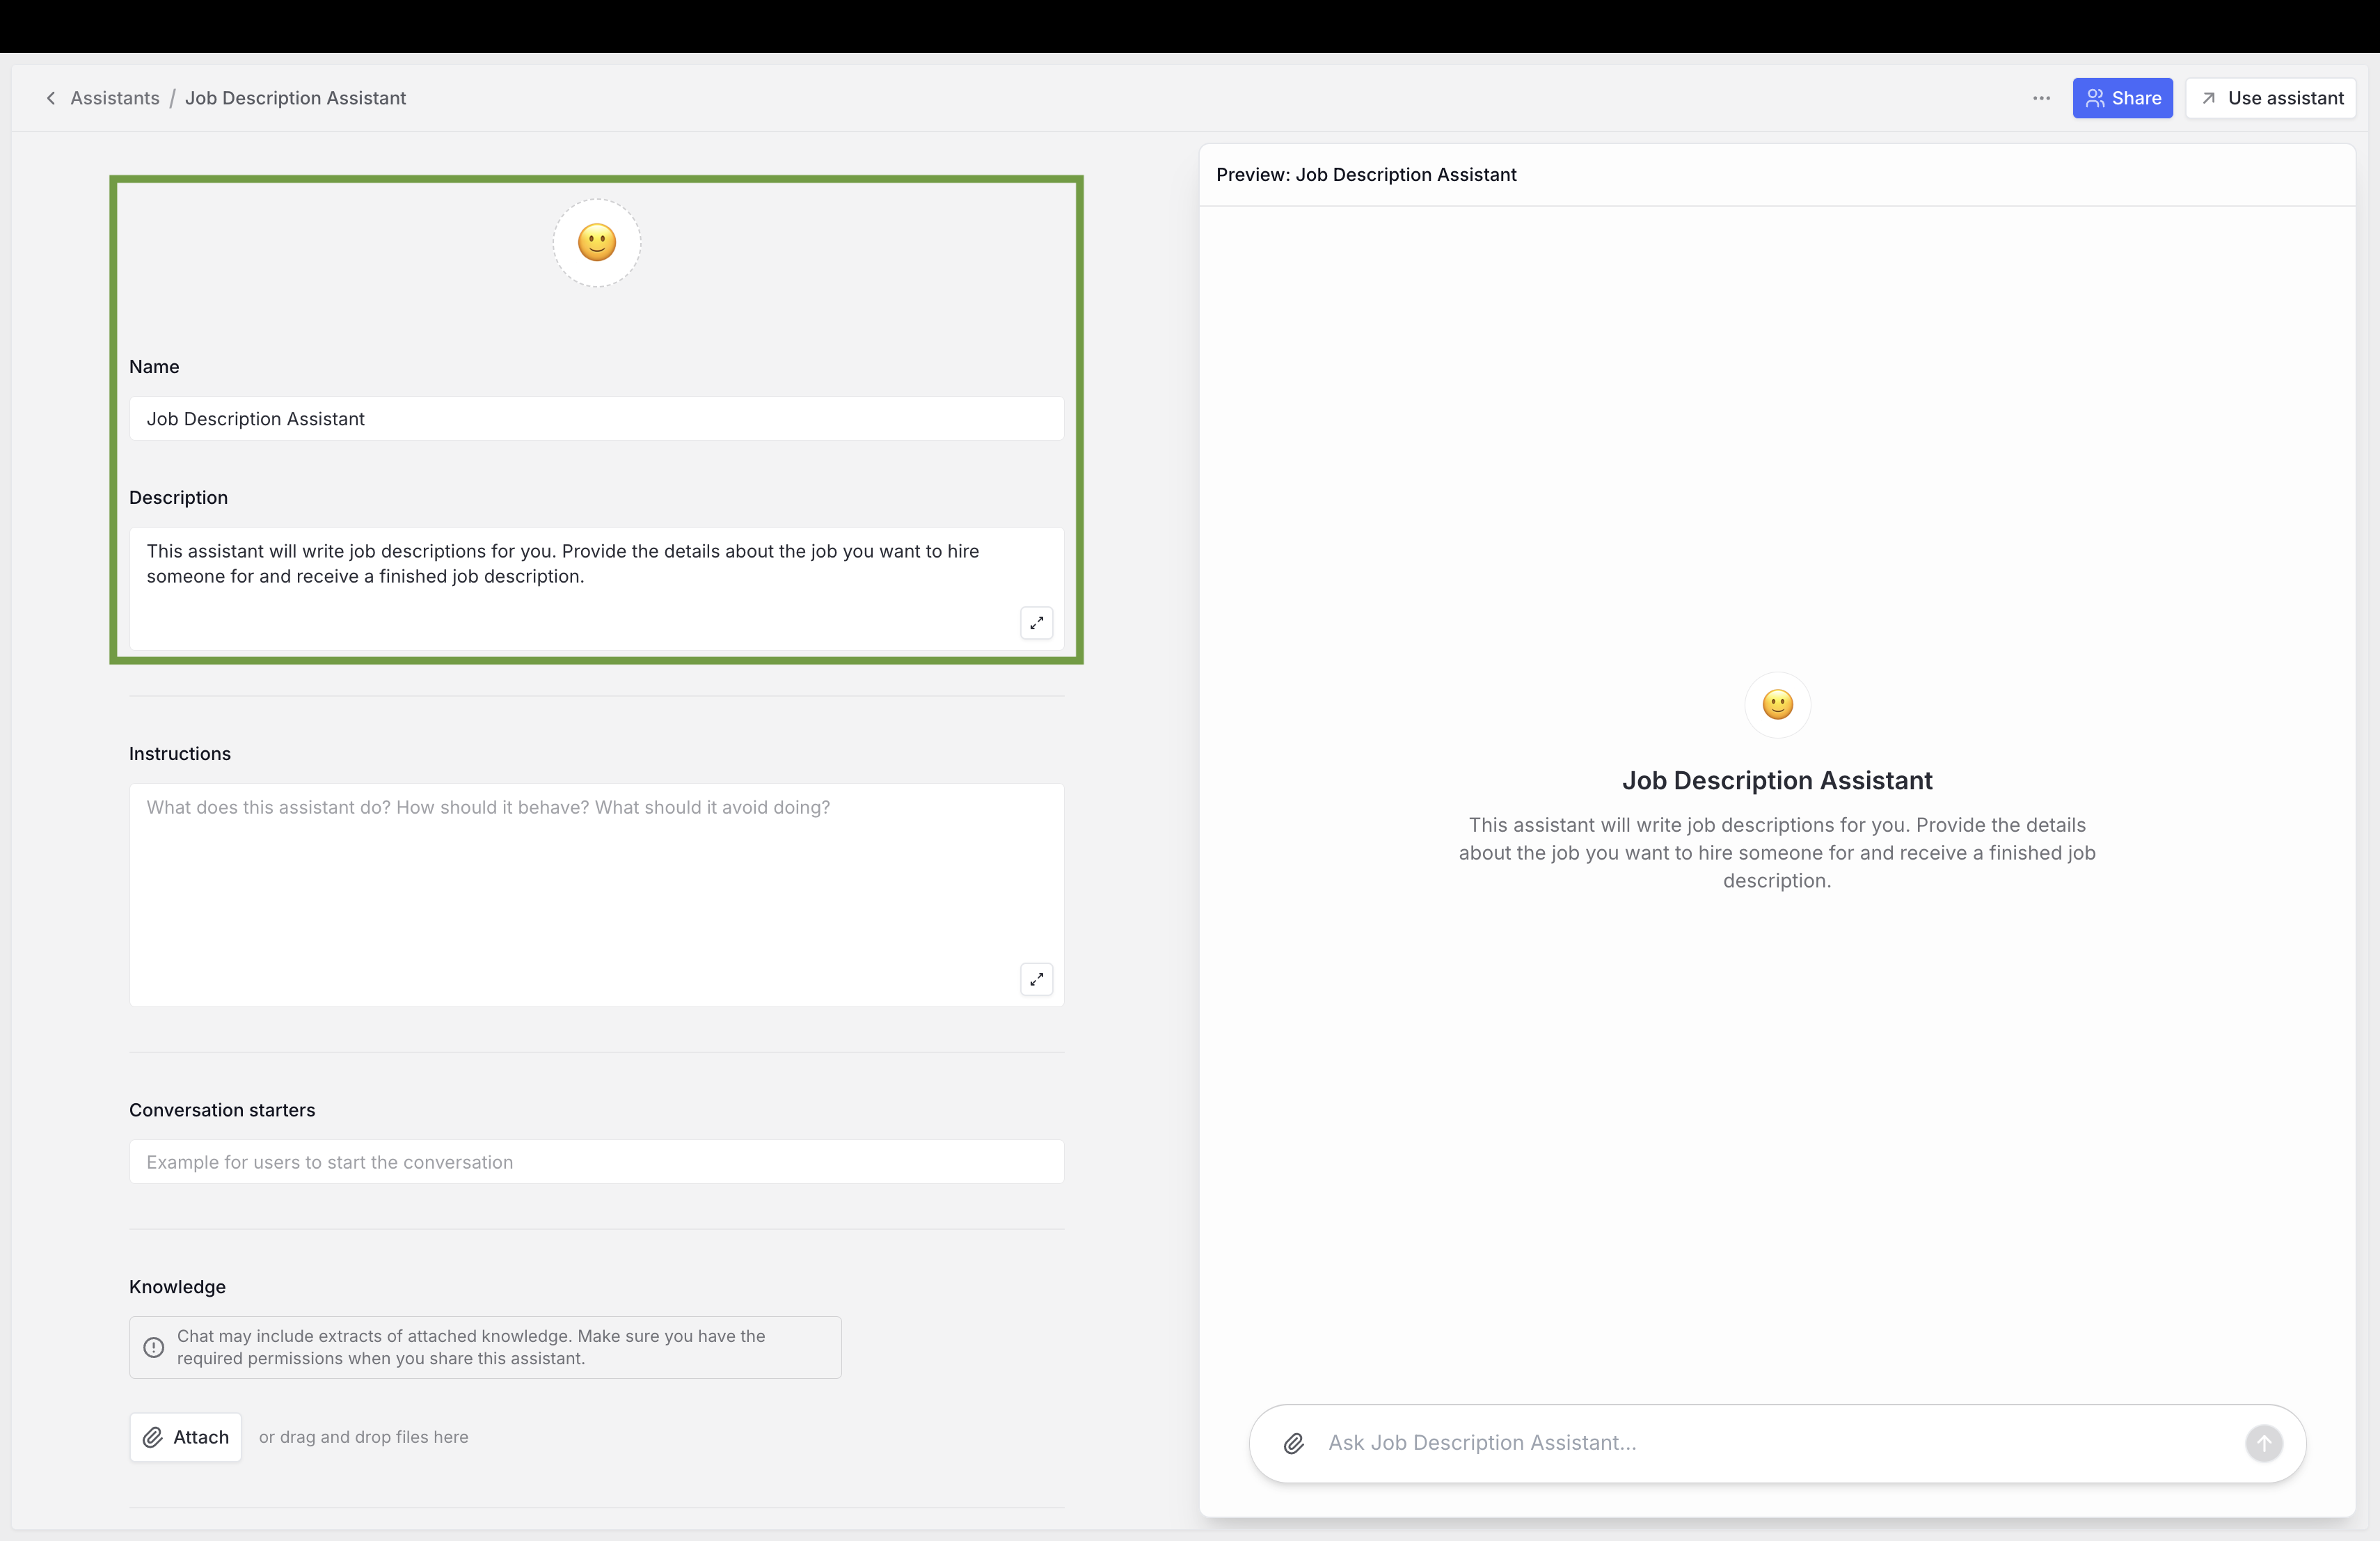 Assistants / Job Description Assistant
Share
Use assistant
Name
Job Description Assistant
Description
This assistant will write job descriptions for you. Provide the details about the job you want to hire
someone for and receive a finished job description.
Instructions
What does this assistant do? How should it behave? What should it avoid doing?
Conversation starters
Example for users to start the conversation
Knowledge
Chat may include extracts of attached knowledge. Make sure you have the
required permissions when you share this assistant.
Attach
or drag and drop files here
Preview: Job Description Assistant
Job Description Assistant
This assistant will write job descriptions for you. Provide the details
about the job you want to hire someone for and receive a finished job
description.
Ask Job Description Assistant...